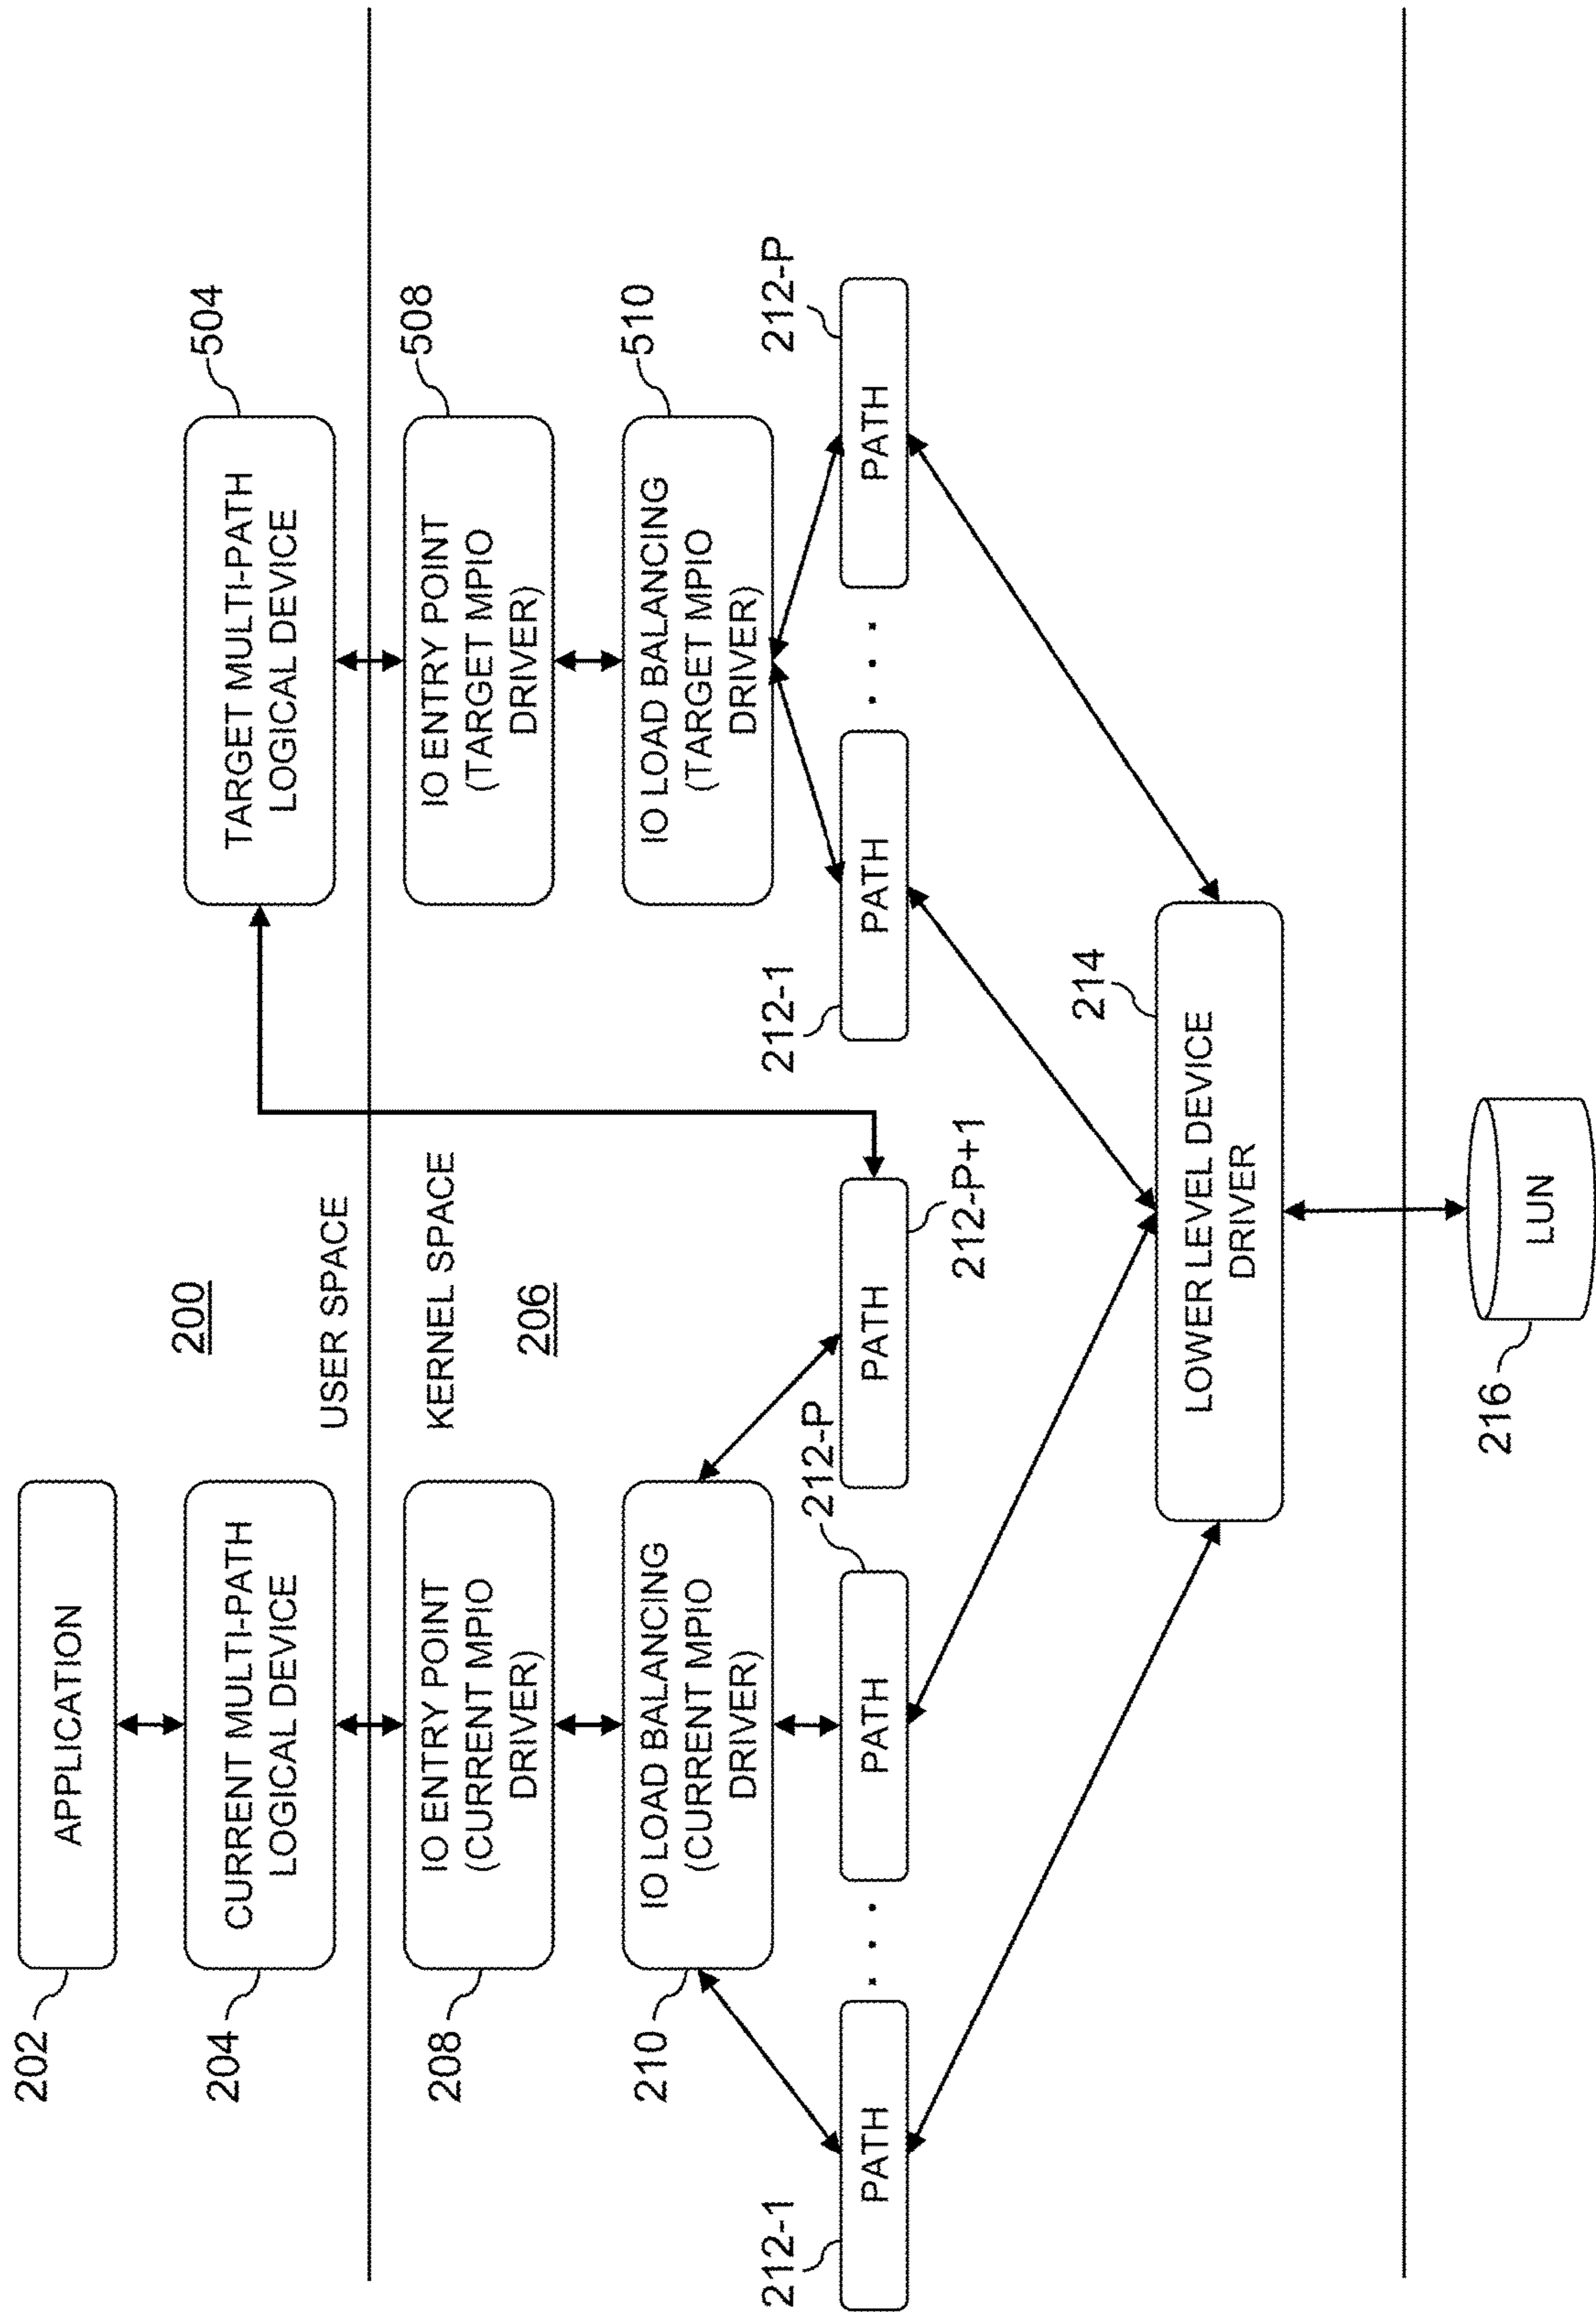 202
APPLICATION
204
CURRENT MULTI-PATH
LOGICAL DEVICE
200
TARGET MULTI-PATH
LOGICAL DEVICE
504
USER SPACE
KERNEL SPACE
206
208
IO ENTRY POINT
(CURRENT MPIO
DRIVER)
IO ENTRY POINT
(TARGET MPIO
DRIVER)
508
210
IO LOAD BALANCING
(CURRENT MPIO
DRIVER)
IO LOAD BALANCING
(TARGET MPIO
DRIVER)
510
212-1
PATH
. . .
PATH
212-P
PATH
212-P+1
212-1
PATH
. . .
PATH
212-P
LOWER LEVEL DEVICE
DRIVER
214
216
LUN